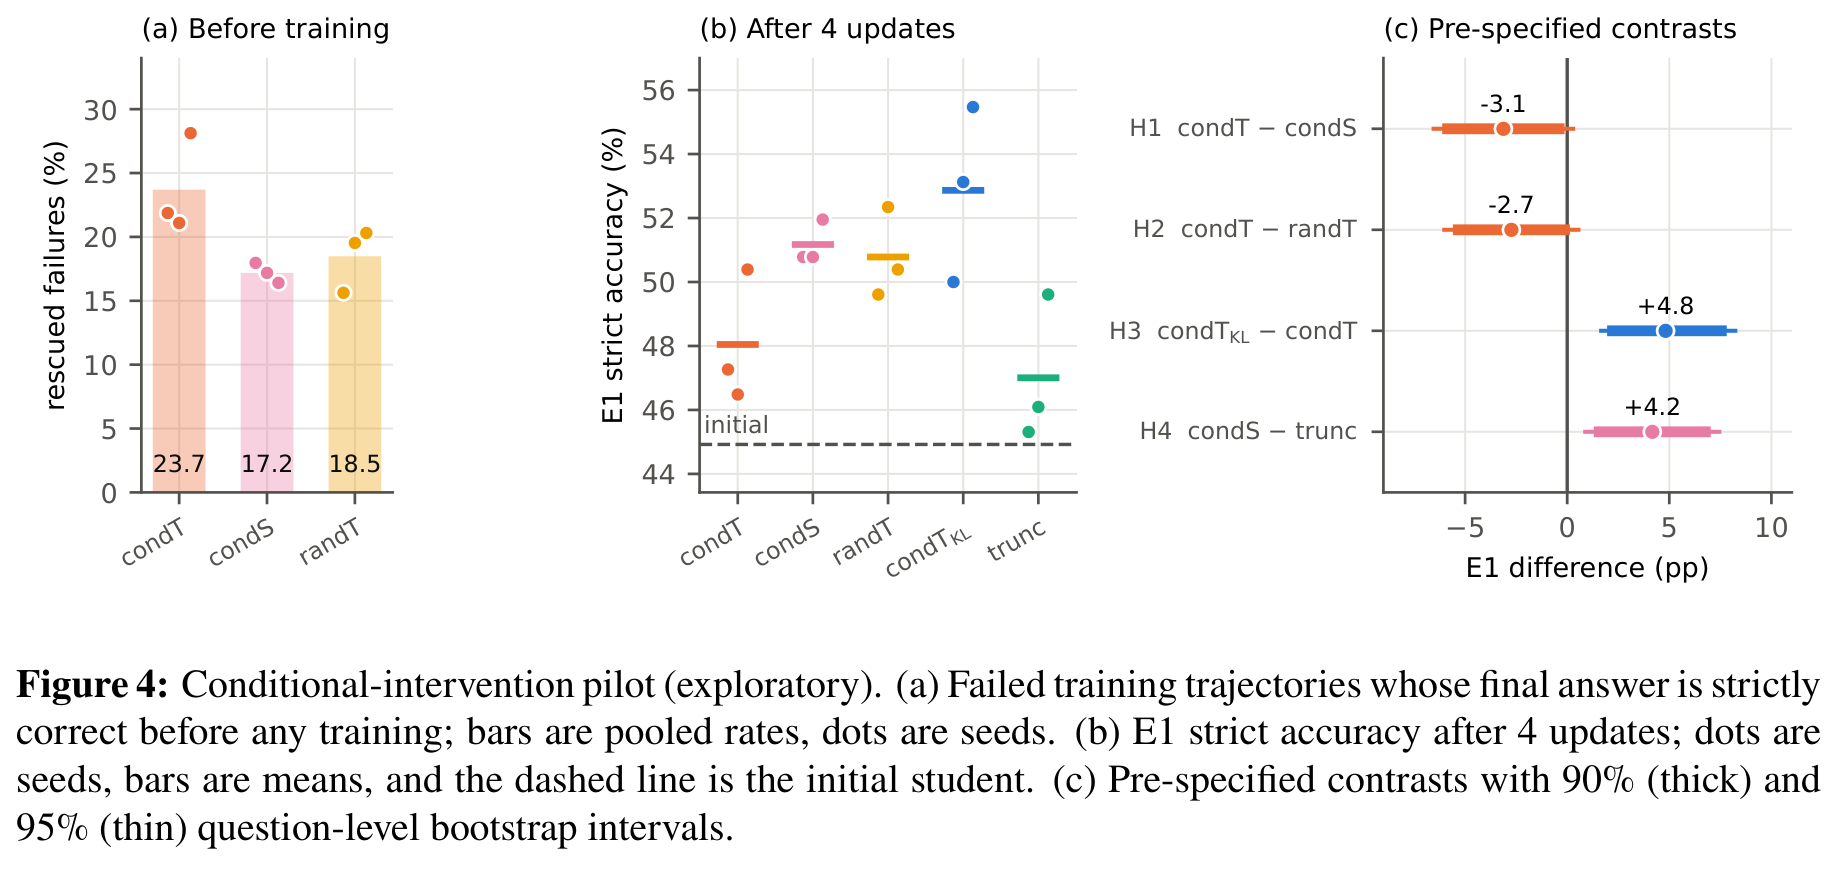 (a) Before training
rescued failures (%)
30
25
20
15
10
5
0
23.7
17.2
18.5
condT
condS
randT
(b) After 4 updates
E1 strict accuracy (%)
56
54
52
50
48
46
44
initial
condT
condS
randT
condTKL
trunc
(c) Pre-specified contrasts
H1 condT − condS
H2 condT − randT
H3 condTKL − condT
H4 condS − trunc
-3.1
-2.7
+4.8
+4.2
−5
0
5
10
E1 difference (pp)
Figure 4: Conditional-intervention pilot (exploratory). (a) Failed training trajectories whose final answer is strictly
correct before any training; bars are pooled rates, dots are seeds. (b) E1 strict accuracy after 4 updates; dots are
seeds, bars are means, and the dashed line is the initial student. (c) Pre-specified contrasts with 90% (thick) and
95% (thin) question-level bootstrap intervals.